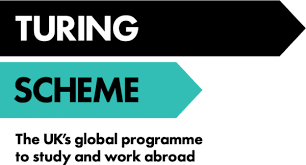 TURING
SCHEME
The UK's global programme
to study and work abroad